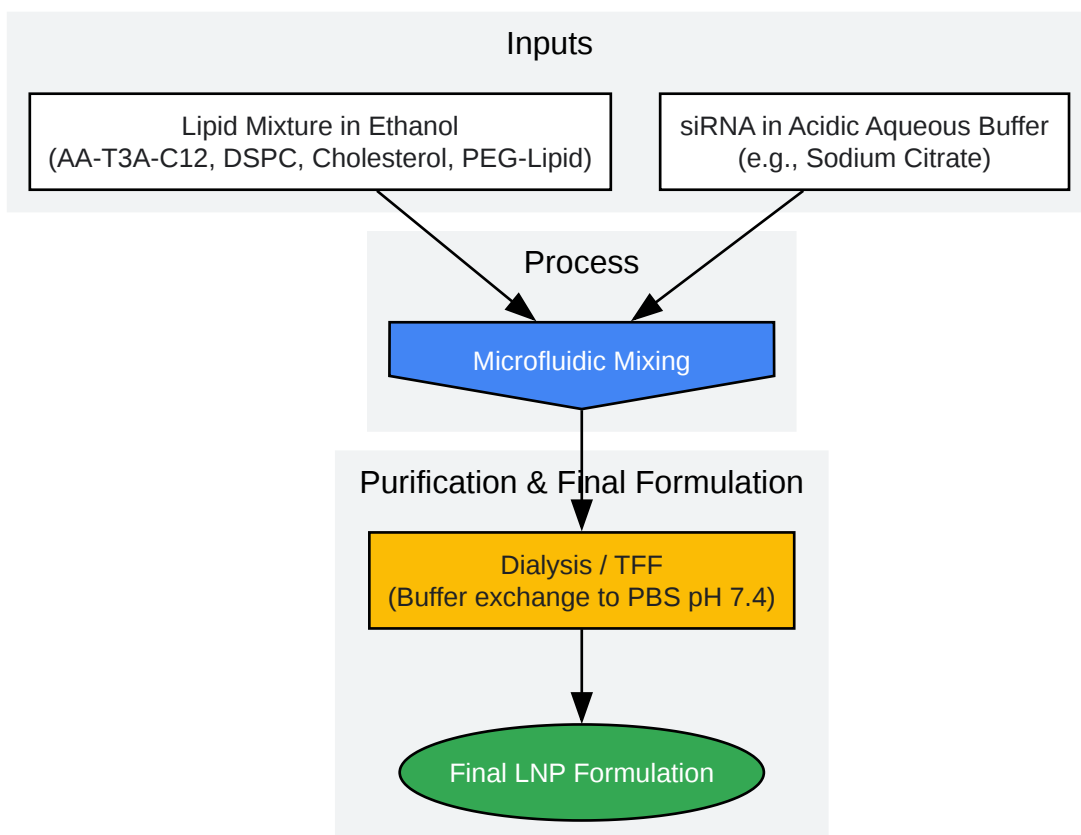 Inputs
Lipid Mixture in Ethanol
(AA-T3A-C12, DSPC, Cholesterol, PEG-Lipid)
siRNA in Acidic Aqueous Buffer
(e.g., Sodium Citrate)
Process
Microfluidic Mixing
Purification & Final Formulation
Dialysis / TFF
(Buffer exchange to PBS pH 7.4)
Final LNP Formulation